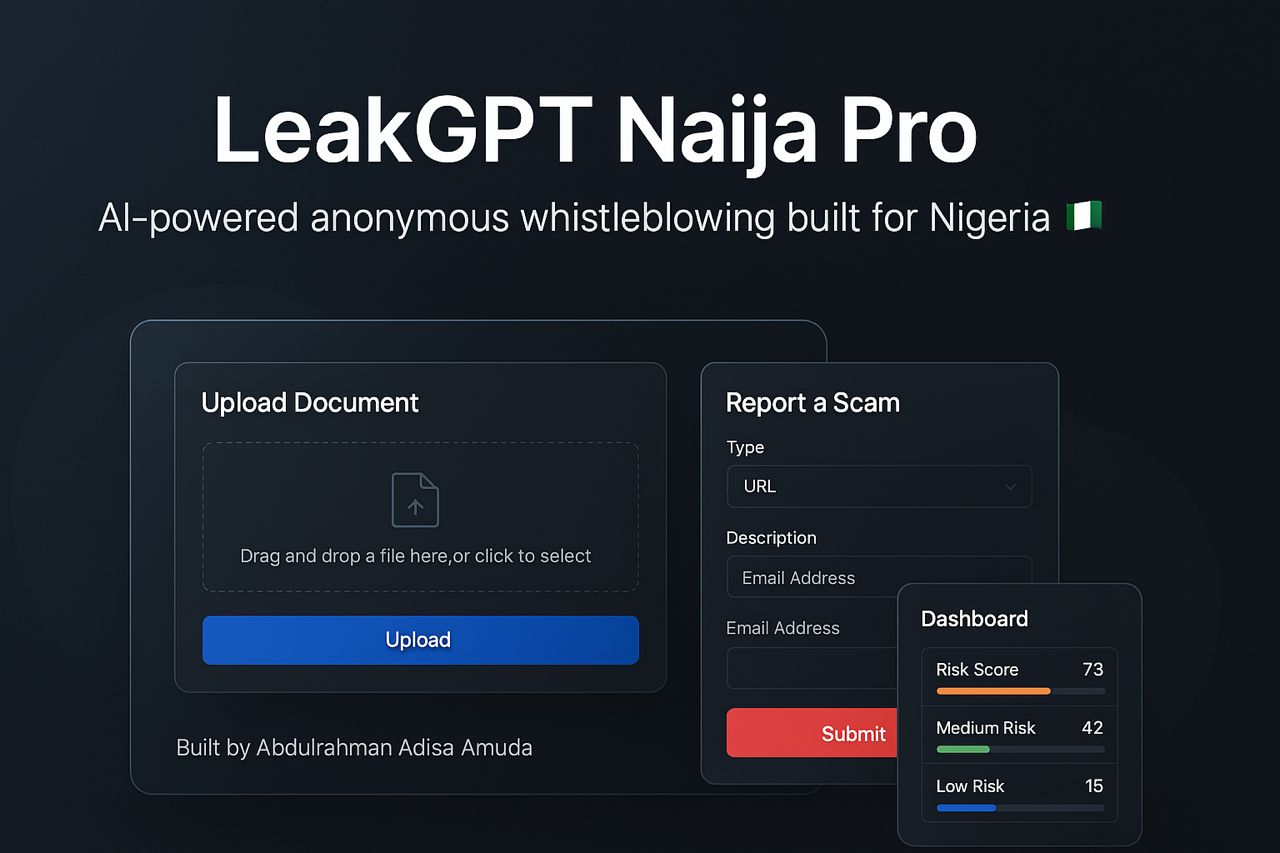 LeakGPT Naija Pro
AI-powered anonymous whistleblowing built for Nigeria 🇳🇬
Upload Document
Drag and drop a file here,or click to select
Upload
Built by Abdulrahman Adisa Amuda
Report a Scam
Type
URL
Description
Email Address
Email Address
Submit
Dashboard
Risk Score 73
Medium Risk 42
Low Risk 15